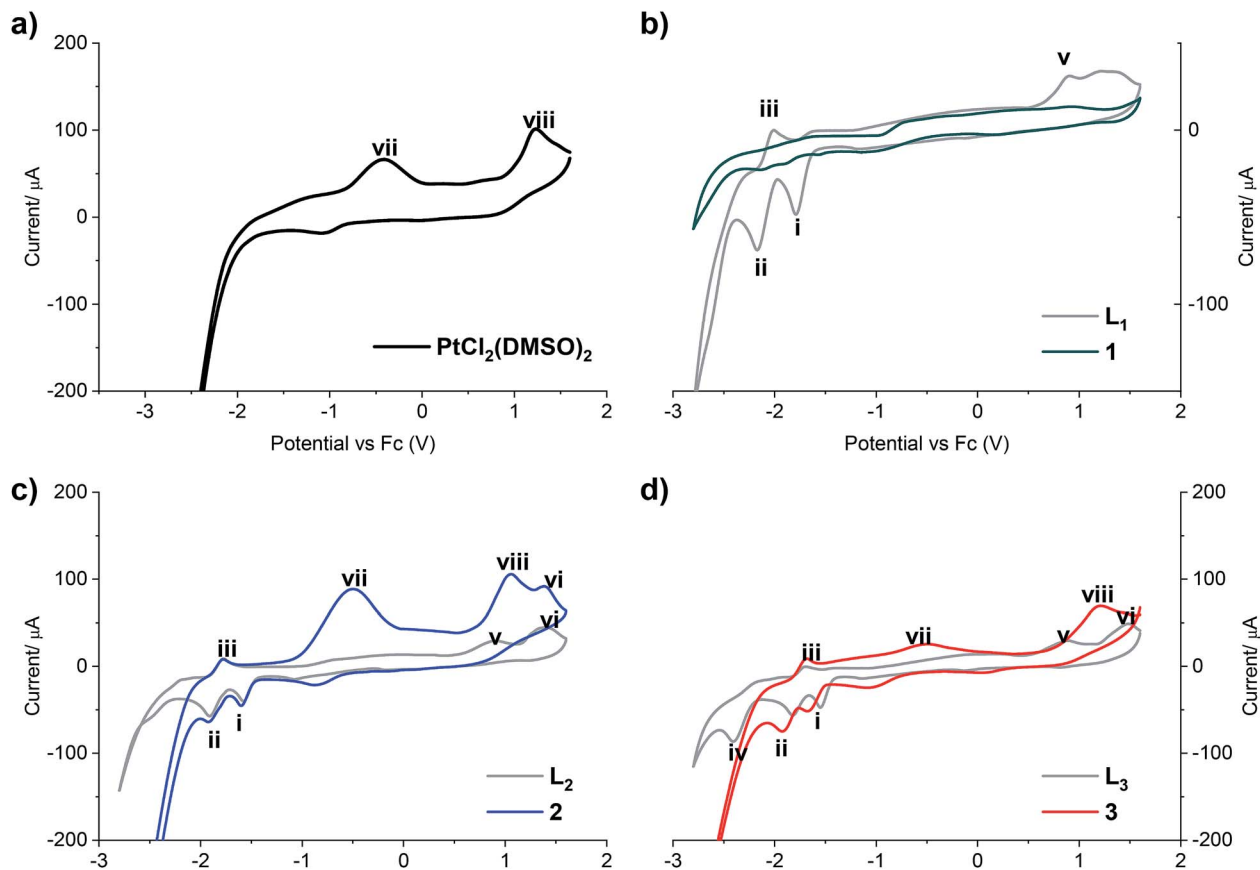 a)
200
100
0
-100
-200
Current/ μA
vii
viii
PtCl₂(DMSO)₂
-3
-2
-1
0
1
2
Potential vs Fc (V)
b)
iii
v
i
ii
L₁
1
0
-100
Current/ μA
-3
-2
-1
0
1
2
Potential vs Fc (V)
c)
200
100
0
-100
-200
Current/ μA
vii
viii
vi
iii
v
vi
i
ii
L₂
2
-3
-2
-1
0
1
2
d)
viii
vii
vi
v
iii
i
ii
iv
L₃
3
200
100
0
-100
-200
Current/ μA
-3
-2
-1
0
1
2